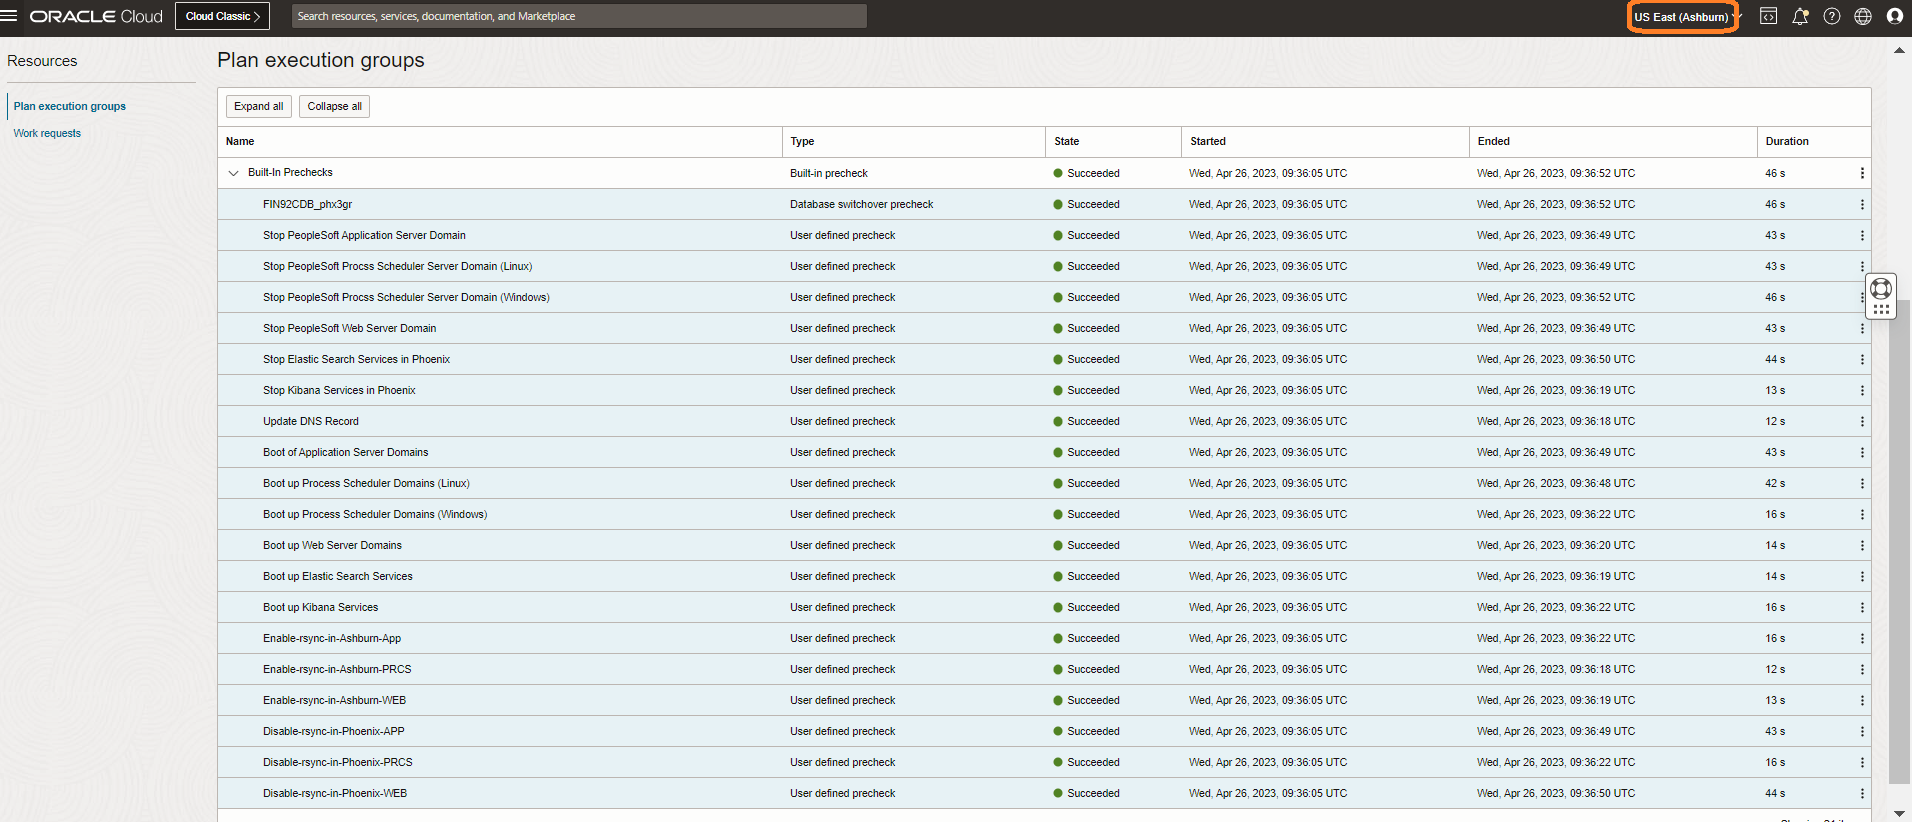 ORACLE Cloud Cloud Classic > Search resources, services, documentation, and Marketplace US East (Ashburn)
Resources
Plan execution groups
Work requests
Plan execution groups
Expand all Collapse all
Name Type State Started Ended Duration
Built-In Prechecks Built-in precheck Succeeded Wed, Apr 26, 2023, 09:36:05 UTC Wed, Apr 26, 2023, 09:36:52 UTC 46 s
FIN92CDB_phx3gr Database switchover precheck Succeeded Wed, Apr 26, 2023, 09:36:05 UTC Wed, Apr 26, 2023, 09:36:52 UTC 46 s
Stop PeopleSoft Application Server Domain User defined precheck Succeeded Wed, Apr 26, 2023, 09:36:05 UTC Wed, Apr 26, 2023, 09:36:49 UTC 43 s
Stop PeopleSoft Procss Scheduler Server Domain (Linux) User defined precheck Succeeded Wed, Apr 26, 2023, 09:36:05 UTC Wed, Apr 26, 2023, 09:36:49 UTC 43 s
Stop PeopleSoft Procss Scheduler Server Domain (Windows) User defined precheck Succeeded Wed, Apr 26, 2023, 09:36:05 UTC Wed, Apr 26, 2023, 09:36:52 UTC 46 s
Stop PeopleSoft Web Server Domain User defined precheck Succeeded Wed, Apr 26, 2023, 09:36:05 UTC Wed, Apr 26, 2023, 09:36:49 UTC 43 s
Stop Elastic Search Services in Phoenix User defined precheck Succeeded Wed, Apr 26, 2023, 09:36:05 UTC Wed, Apr 26, 2023, 09:36:50 UTC 44 s
Stop Kibana Services in Phoenix User defined precheck Succeeded Wed, Apr 26, 2023, 09:36:05 UTC Wed, Apr 26, 2023, 09:36:19 UTC 13 s
Update DNS Record User defined precheck Succeeded Wed, Apr 26, 2023, 09:36:05 UTC Wed, Apr 26, 2023, 09:36:18 UTC 12 s
Boot of Application Server Domains User defined precheck Succeeded Wed, Apr 26, 2023, 09:36:05 UTC Wed, Apr 26, 2023, 09:36:49 UTC 43 s
Boot up Process Scheduler Domains (Linux) User defined precheck Succeeded Wed, Apr 26, 2023, 09:36:05 UTC Wed, Apr 26, 2023, 09:36:48 UTC 42 s
Boot up Process Scheduler Domains (Windows) User defined precheck Succeeded Wed, Apr 26, 2023, 09:36:05 UTC Wed, Apr 26, 2023, 09:36:22 UTC 16 s
Boot up Web Server Domains User defined precheck Succeeded Wed, Apr 26, 2023, 09:36:05 UTC Wed, Apr 26, 2023, 09:36:20 UTC 14 s
Boot up Elastic Search Services User defined precheck Succeeded Wed, Apr 26, 2023, 09:36:05 UTC Wed, Apr 26, 2023, 09:36:19 UTC 14 s
Boot up Kibana Services User defined precheck Succeeded Wed, Apr 26, 2023, 09:36:05 UTC Wed, Apr 26, 2023, 09:36:22 UTC 16 s
Enable-rsync-in-Ashburn-App User defined precheck Succeeded Wed, Apr 26, 2023, 09:36:05 UTC Wed, Apr 26, 2023, 09:36:22 UTC 16 s
Enable-rsync-in-Ashburn-PRCS User defined precheck Succeeded Wed, Apr 26, 2023, 09:36:05 UTC Wed, Apr 26, 2023, 09:36:18 UTC 12 s
Enable-rsync-in-Ashburn-WEB User defined precheck Succeeded Wed, Apr 26, 2023, 09:36:05 UTC Wed, Apr 26, 2023, 09:36:19 UTC 13 s
Disable-rsync-in-Phoenix-APP User defined precheck Succeeded Wed, Apr 26, 2023, 09:36:05 UTC Wed, Apr 26, 2023, 09:36:49 UTC 43 s
Disable-rsync-in-Phoenix-PRCS User defined precheck Succeeded Wed, Apr 26, 2023, 09:36:05 UTC Wed, Apr 26, 2023, 09:36:22 UTC 16 s
Disable-rsync-in-Phoenix-WEB User defined precheck Succeeded Wed, Apr 26, 2023, 09:36:05 UTC Wed, Apr 26, 2023, 09:36:50 UTC 44 s